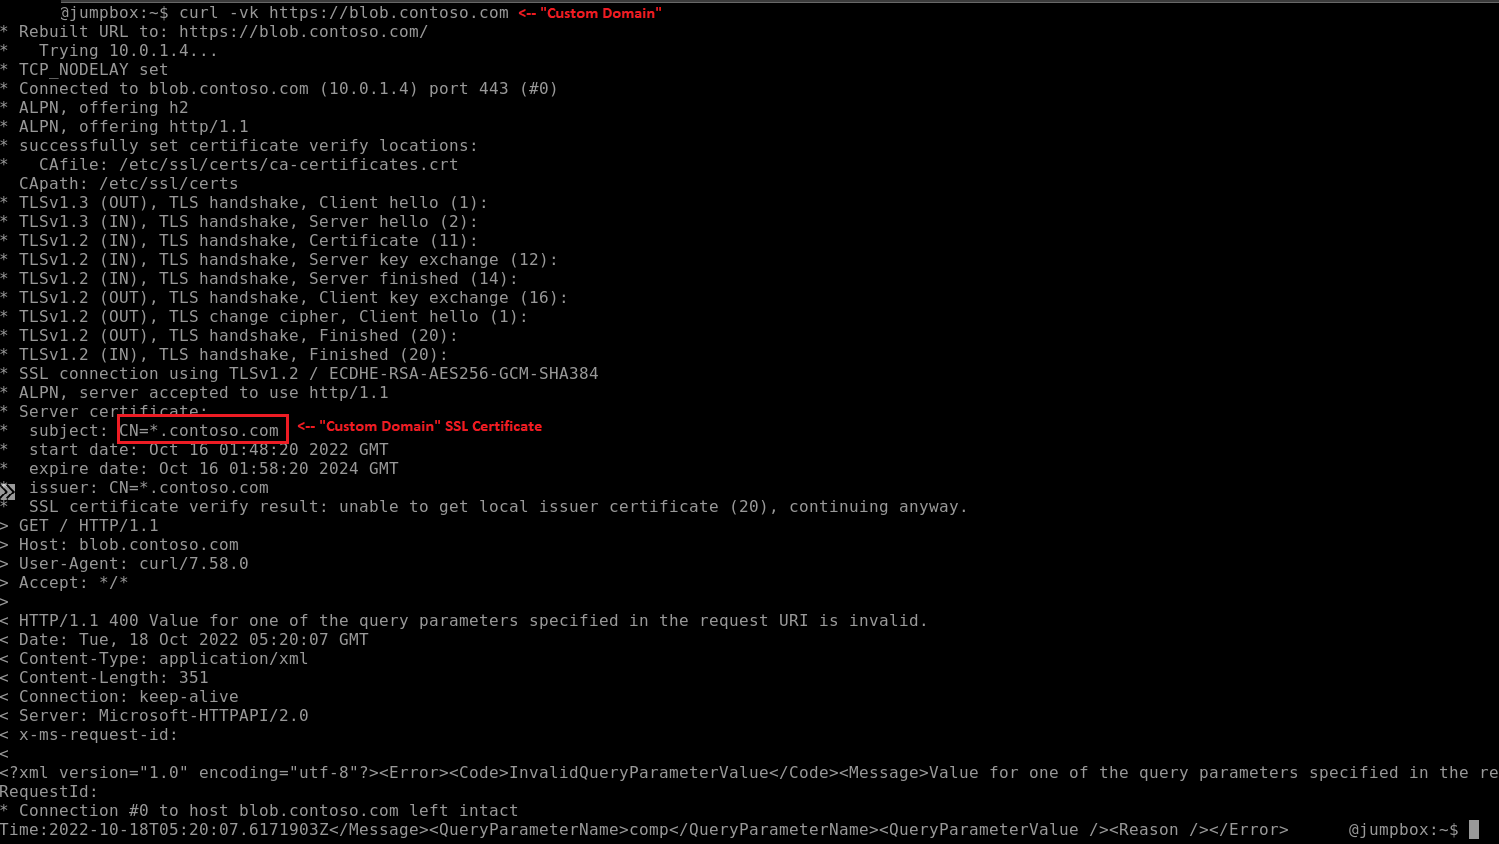 @jumpbox:~$ curl -vk https://blob.contoso.com <-- "Custom Domain"
* Rebuilt URL to: https://blob.contoso.com/
*   Trying 10.0.1.4...
* TCP_NODELAY set
* Connected to blob.contoso.com (10.0.1.4) port 443 (#0)
* ALPN, offering h2
* ALPN, offering http/1.1
* successfully set certificate verify locations:
*   CAfile: /etc/ssl/certs/ca-certificates.crt
  CApath: /etc/ssl/certs
* TLSv1.3 (OUT), TLS handshake, Client hello (1):
* TLSv1.3 (IN), TLS handshake, Server hello (2):
* TLSv1.2 (IN), TLS handshake, Certificate (11):
* TLSv1.2 (IN), TLS handshake, Server key exchange (12):
* TLSv1.2 (IN), TLS handshake, Server finished (14):
* TLSv1.2 (OUT), TLS handshake, Client key exchange (16):
* TLSv1.2 (OUT), TLS change cipher, Client hello (1):
* TLSv1.2 (OUT), TLS handshake, Finished (20):
* TLSv1.2 (IN), TLS handshake, Finished (20):
* SSL connection using TLSv1.2 / ECDHE-RSA-AES256-GCM-SHA384
* ALPN, server accepted to use http/1.1
* Server certificate:
*  subject: CN=*.contoso.com <-- "Custom Domain" SSL Certificate
*  start date: Oct 16 01:48:20 2022 GMT
*  expire date: Oct 16 01:58:20 2024 GMT
*  issuer: CN=*.contoso.com
*  SSL certificate verify result: unable to get local issuer certificate (20), continuing anyway.
> GET / HTTP/1.1
> Host: blob.contoso.com
> User-Agent: curl/7.58.0
> Accept: */*
>
< HTTP/1.1 400 Value for one of the query parameters specified in the request URI is invalid.
< Date: Tue, 18 Oct 2022 05:20:07 GMT
< Content-Type: application/xml
< Content-Length: 351
< Connection: keep-alive
< Server: Microsoft-HTTPAPI/2.0
< x-ms-request-id:
<
<?xml version="1.0" encoding="utf-8"?><Error><Code>InvalidQueryParameterValue</Code><Message>Value for one of the query parameters specified in the re
RequestId:
* Connection #0 to host blob.contoso.com left intact
Time:2022-10-18T05:20:07.6171903Z</Message><QueryParameterName>comp</QueryParameterName><QueryParameterValue /><Reason /></Error>      @jumpbox:~$